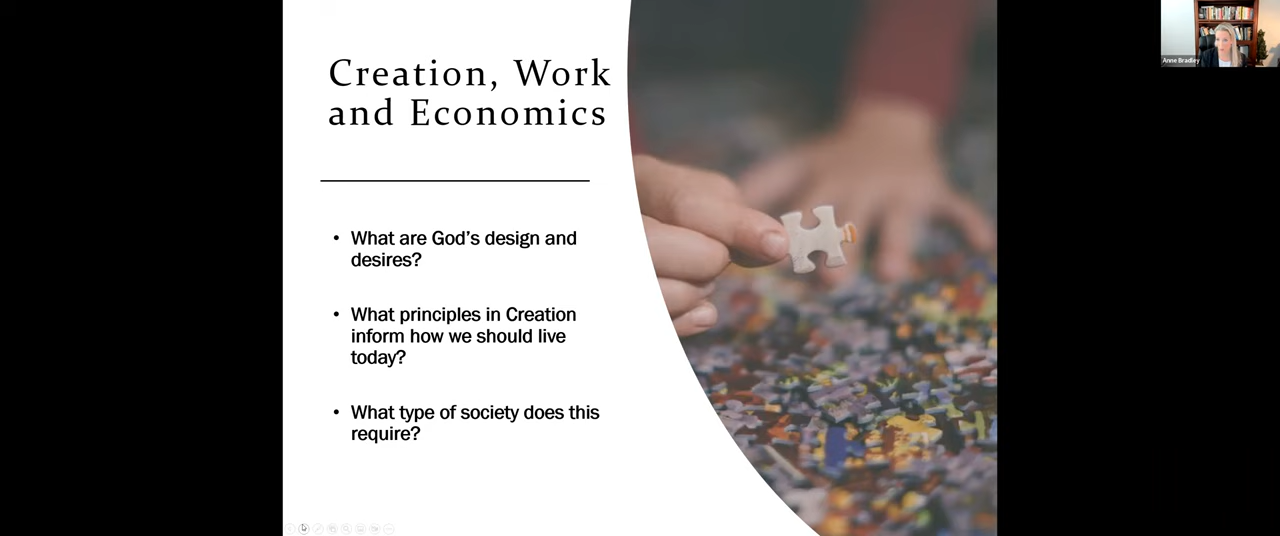 Creation, Work
and Economics
• What are God's design and
desires?
• What principles in Creation
inform how we should live
today?
• What type of society does this
require?
Anne Bradley